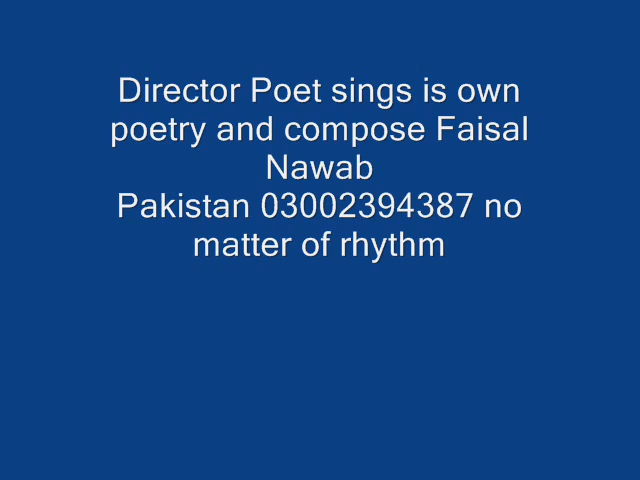 Director Poet sings is own
poetry and compose Faisal
Nawab
Pakistan 03002394387 no
matter of rhythm